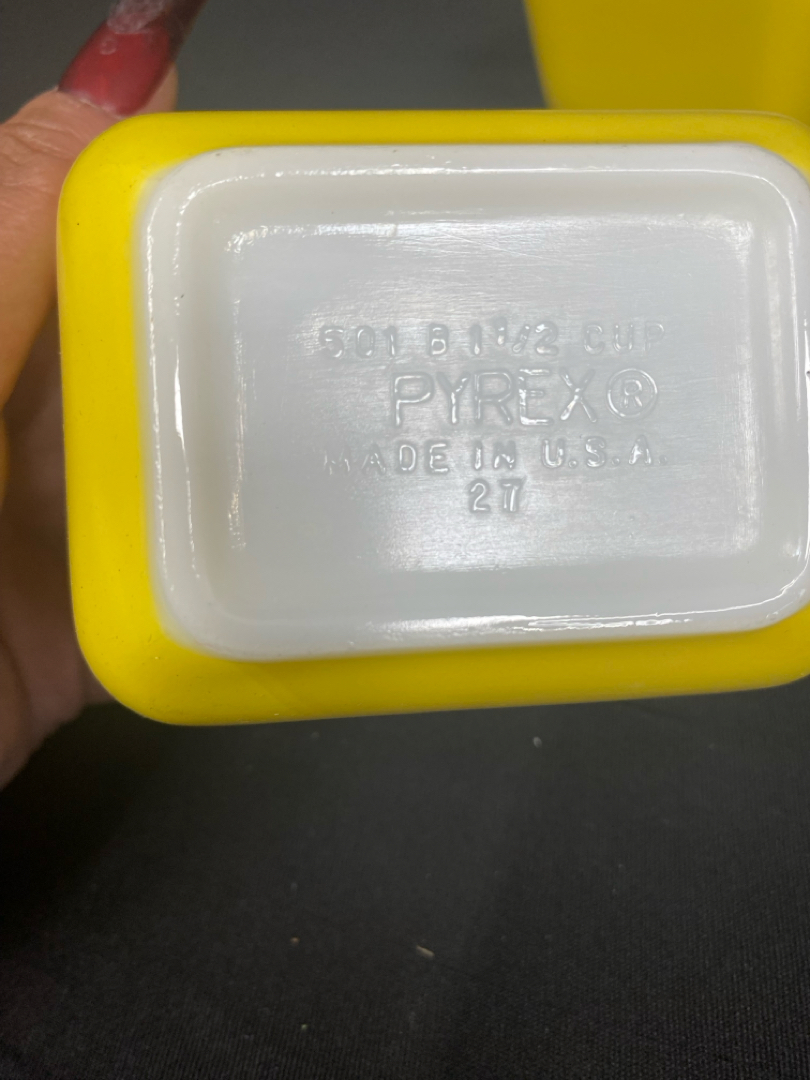 501 B 1 1/2 CUP
PYREX®
MADE IN U.S.A.
27